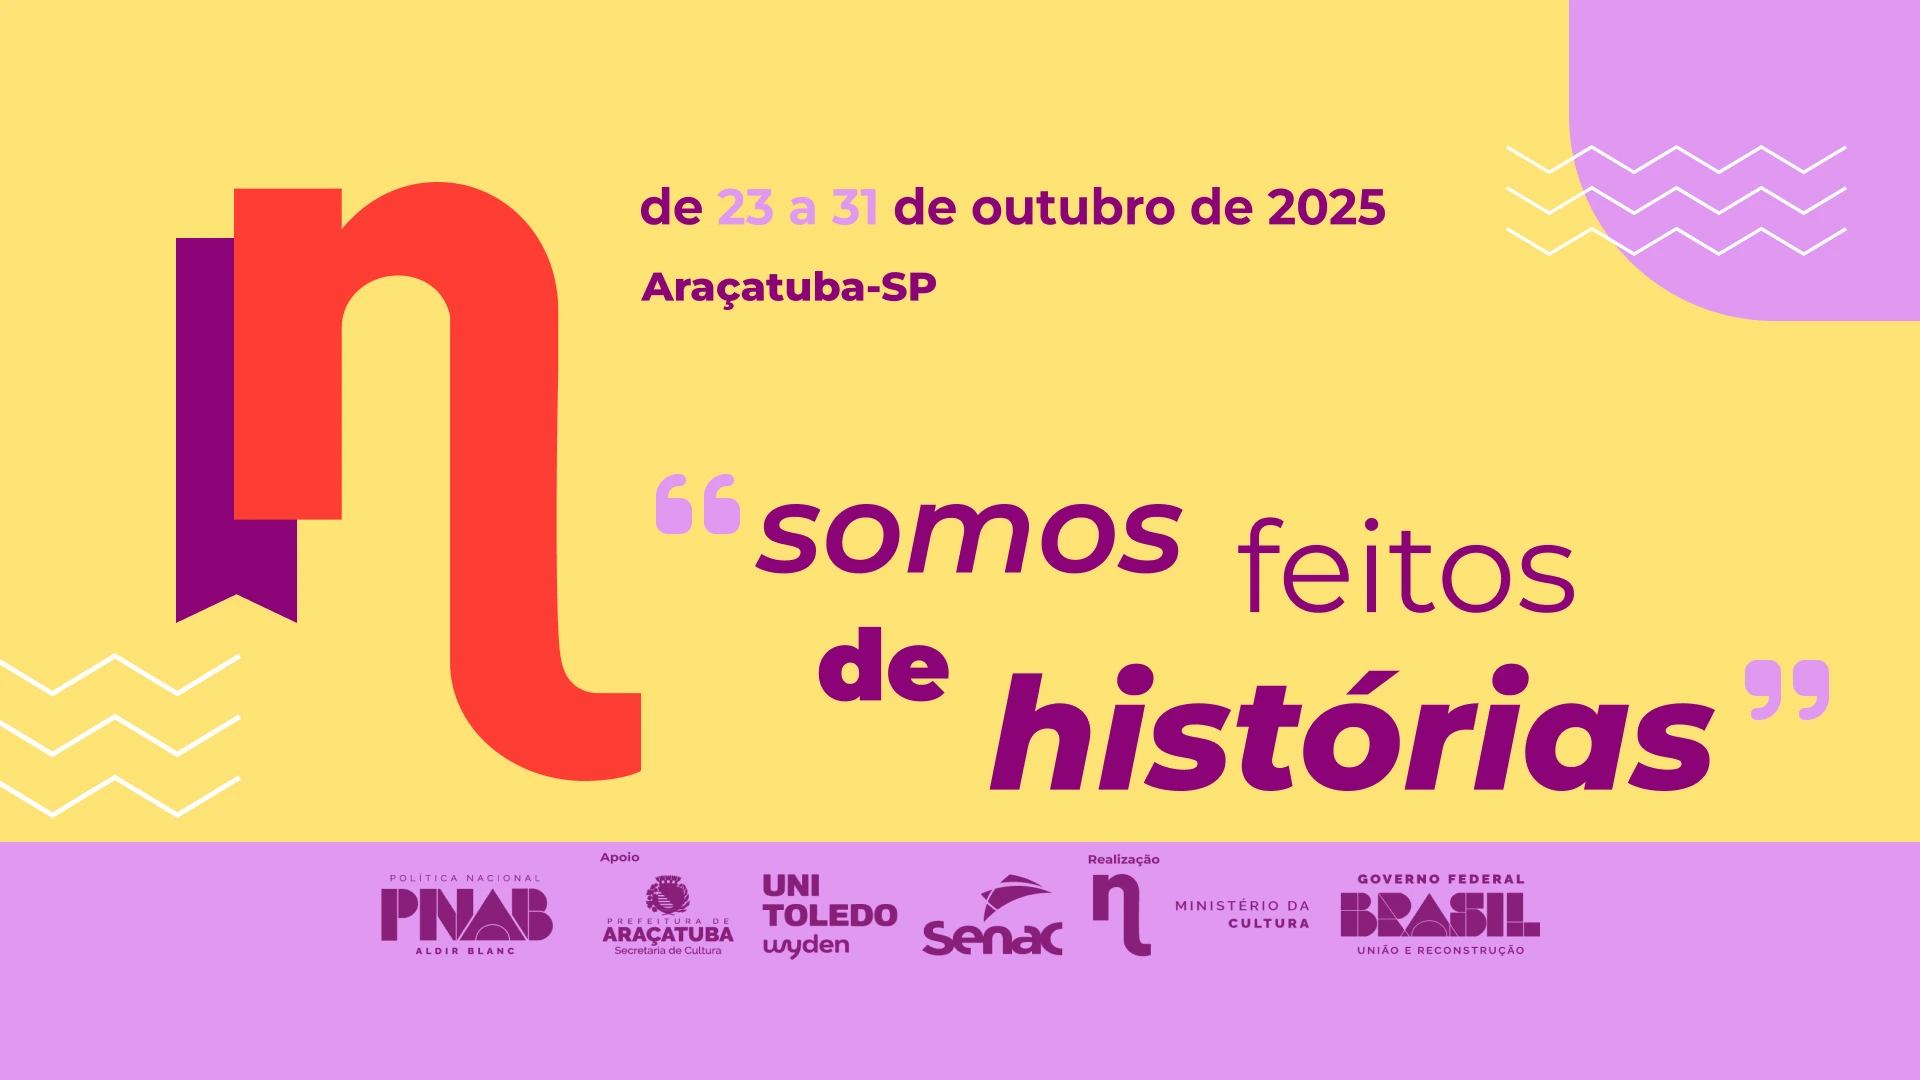 n
de 23 a 31 de outubro de 2025
Araçatuba-SP
“somos feitos
de histórias”
Apoio
Realização
POLÍTICA NACIONAL
PNAB
ALDIR BLANC
PREFEITURA DE
ARAÇATUBA
Secretaria de Cultura
UNI
TOLEDO
wyden
Senac
n
MINISTÉRIO DA
CULTURA
GOVERNO FEDERAL
BRASIL
UNIÃO E RECONSTRUÇÃO